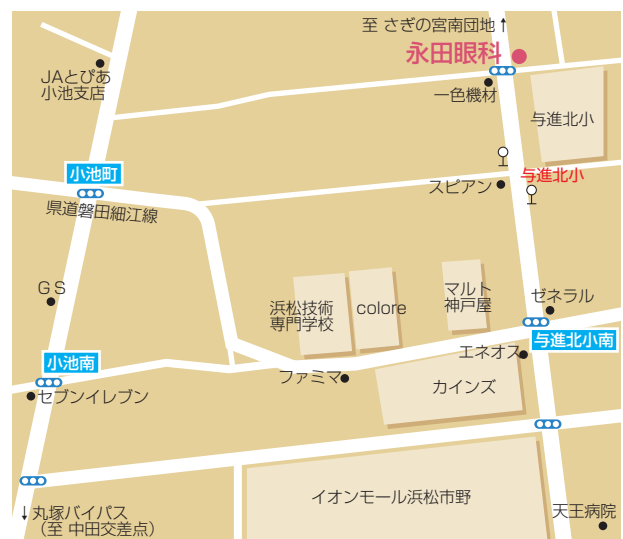 至 さぎの宮南団地↑
永田眼科
JAとぴあ
小池支店
一色機材
与進北小
小池町
与進北小
スピアン
県道磐田細江線
GS
浜松技術
専門学校
colore
マルト
神戸屋
ゼネラル
与進北小南
エネオス
小池南
ファミマ
カインズ
セブンイレブン
イオンモール浜松市野
↓丸塚バイパス
（至 中田交差点）
天王病院